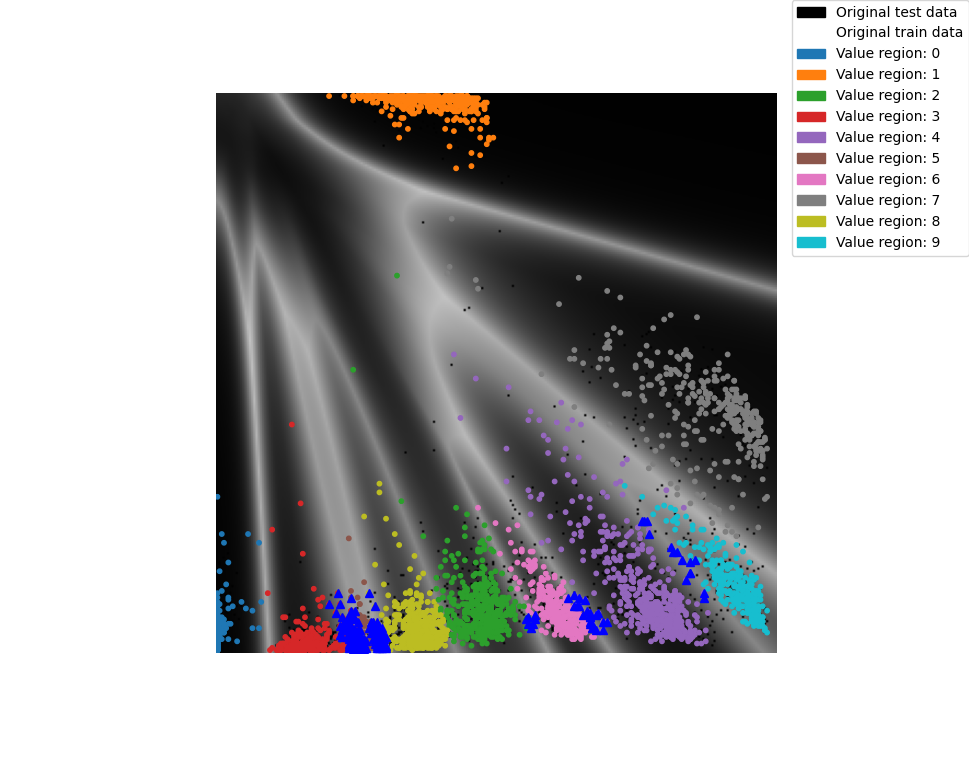 Original test data
Original train data
Value region: 0
Value region: 1
Value region: 2
Value region: 3
Value region: 4
Value region: 5
Value region: 6
Value region: 7
Value region: 8
Value region: 9